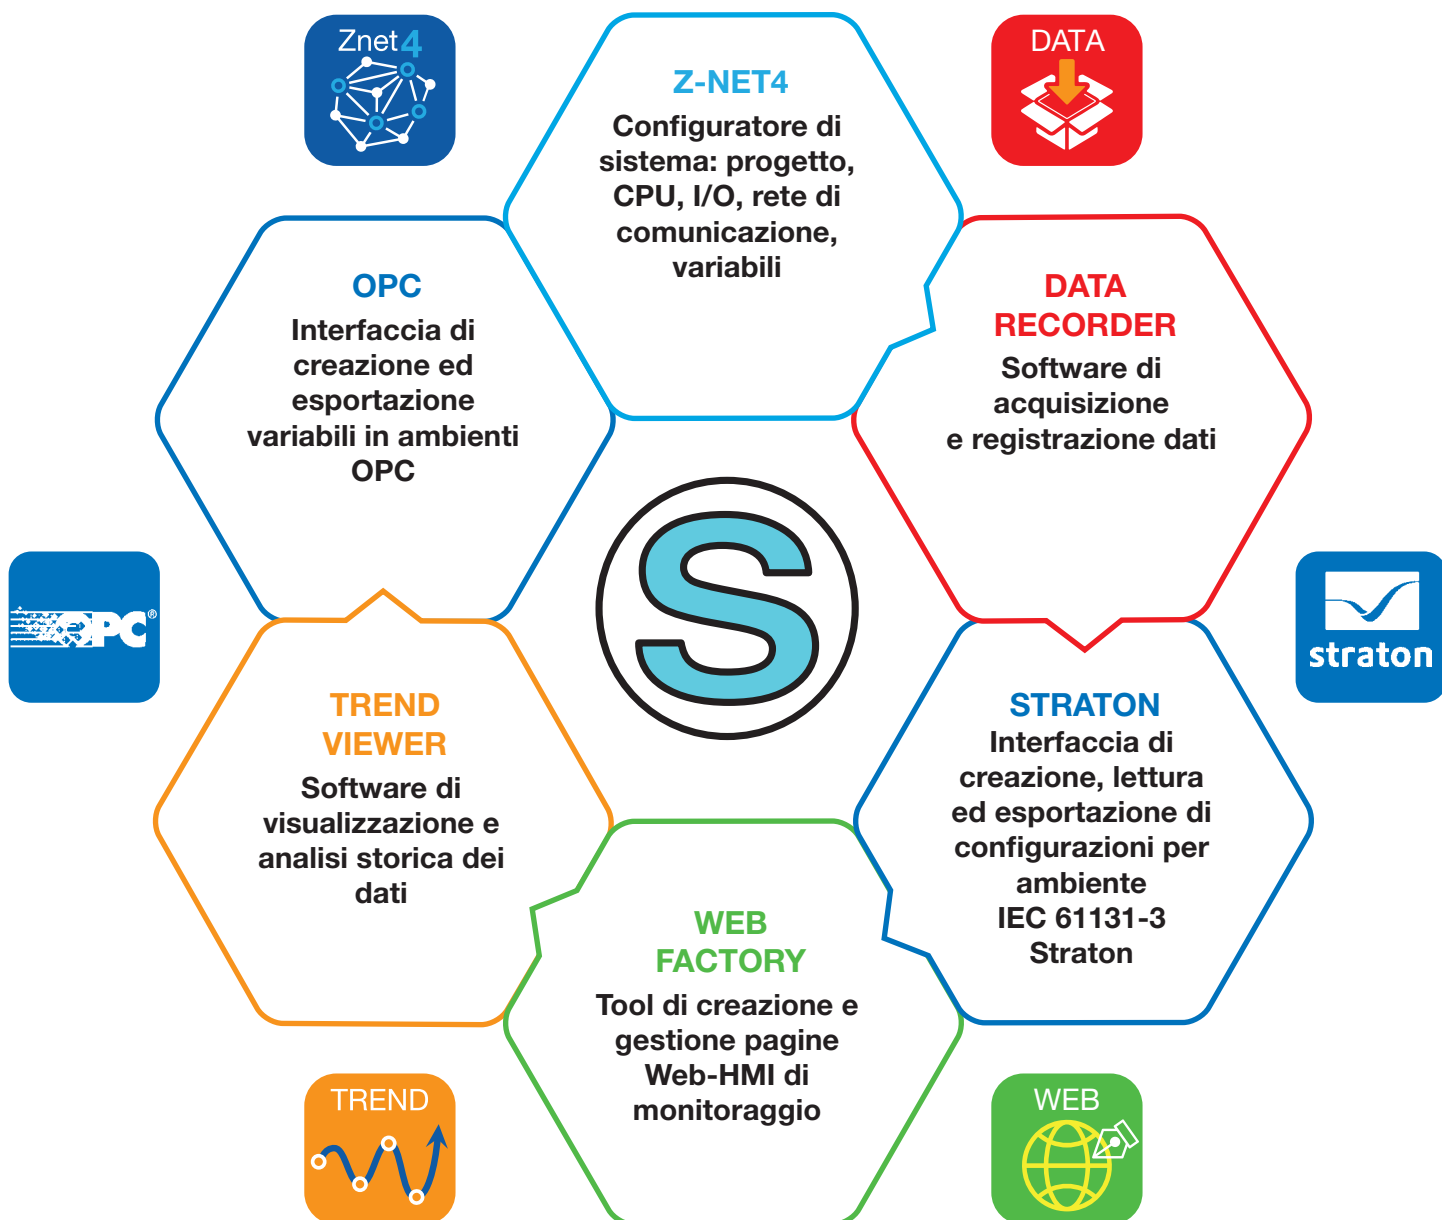 Znet4
Z-NET4
Configuratore di
sistema: progetto,
CPU, I/O, rete di
comunicazione,
variabili
DATA
OPC
Interfaccia di
creazione ed
esportazione
variabili in ambienti
OPC
DATA
RECORDER
Software di
acquisizione
e registrazione dati
S
OPC®
straton
TREND
VIEWER
Software di
visualizzazione e
analisi storica dei
dati
STRATON
Interfaccia di
creazione, lettura
ed esportazione di
configurazioni per
ambiente
IEC 61131-3
Straton
WEB
FACTORY
Tool di creazione e
gestione pagine
Web-HMI di
monitoraggio
TREND
WEB